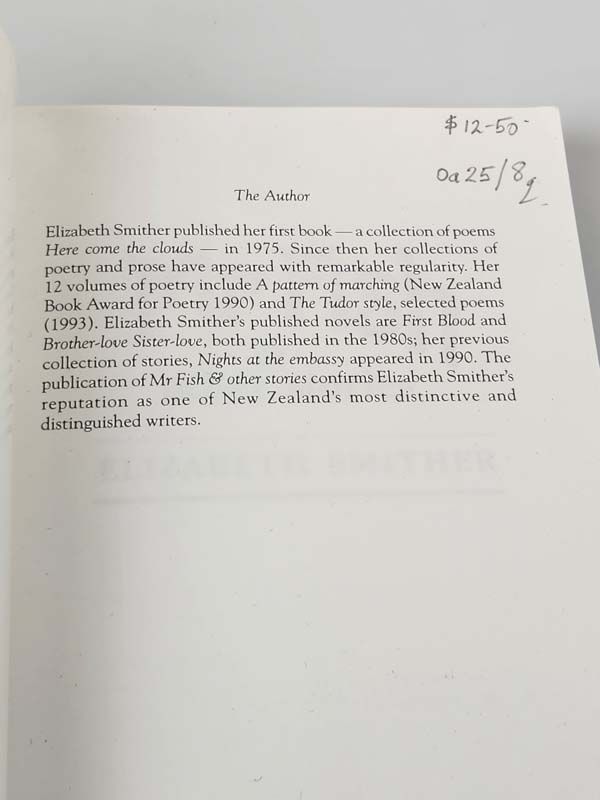 $ 12-50
The Author
Elizabeth Smither published her first book — a collection of poems
Here come the clouds — in 1975. Since then her collections of
poetry and prose have appeared with remarkable regularity. Her
12 volumes of poetry include A pattern of marching (New Zealand
Book Award for Poetry 1990) and The Tudor style, selected poems
(1993). Elizabeth Smither's published novels are First Blood and
Brother-love Sister-love, both published in the 1980s; her previous
collection of stories, Nights at the embassy appeared in 1990. The
publication of Mr Fish & other stories confirms Elizabeth Smither's
reputation as one of New Zealand's most distinctive and
distinguished writers.
ELIZABETH SMITHER